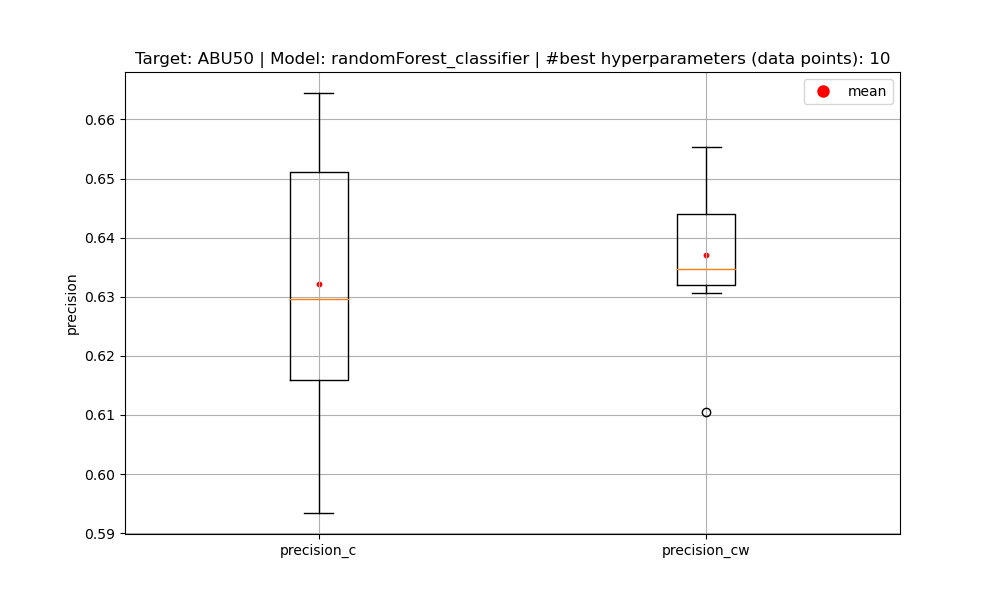 Target: ABU50 | Model: randomForest_classifier | #best hyperparameters (data points): 10
mean
0.66
0.65
0.64
0.63
0.62
0.61
0.60
0.59
precision
precision_c
precision_cw